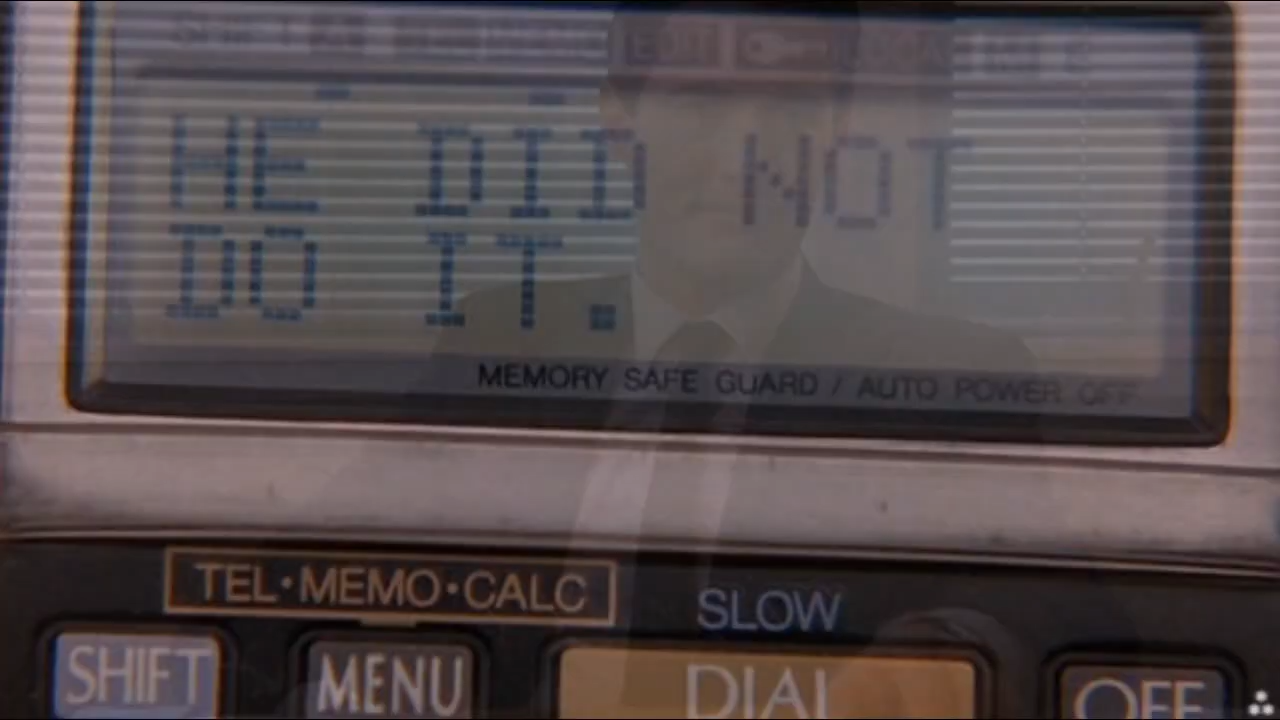 EDIT
HE DID NOT
DO IT.
MEMORY SAFE GUARD / AUTO POWER OFF
TEL•MEMO•CALC
SLOW
SHIFT
MENU
DIAL
OFF